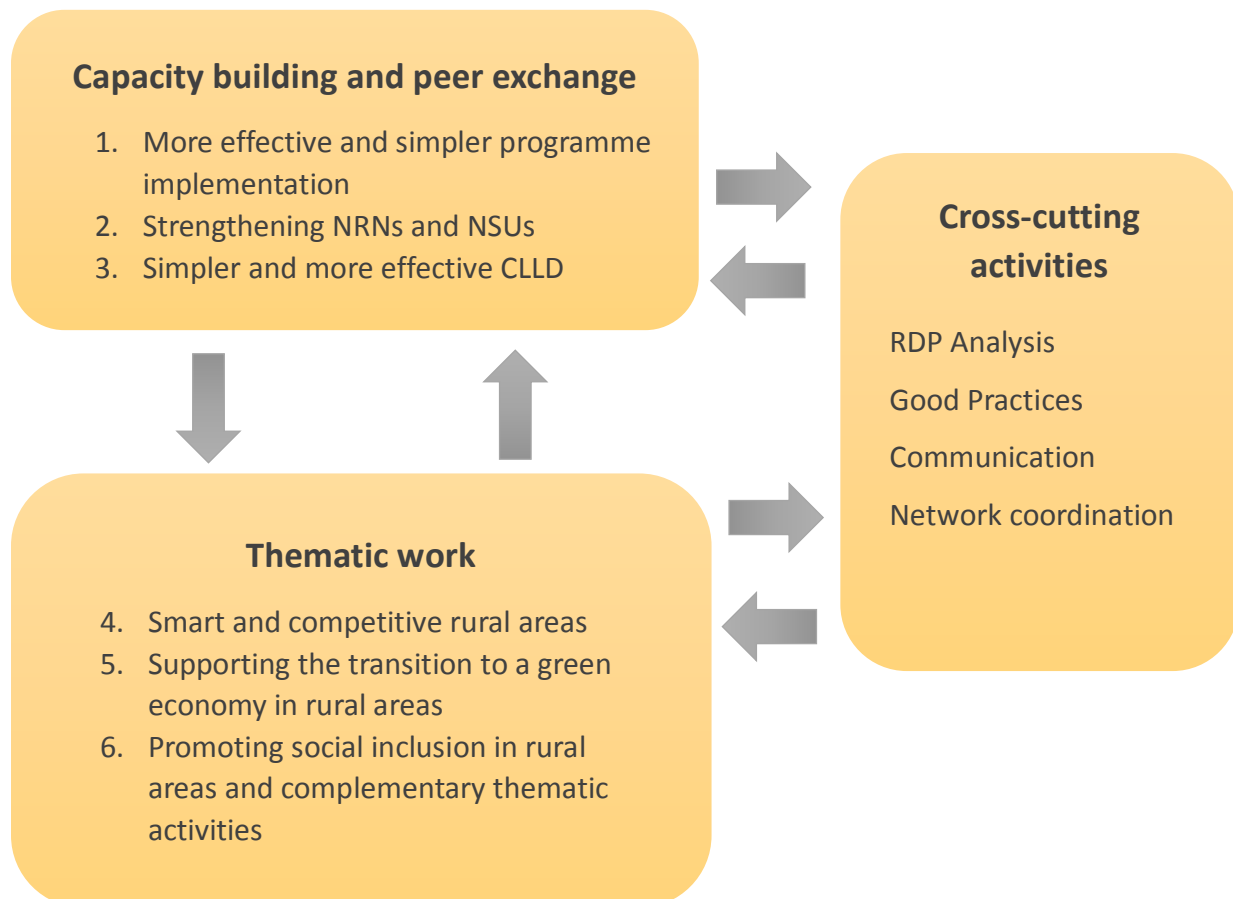 Capacity building and peer exchange
1. More effective and simpler programme
implementation
2. Strengthening NRNs and NSUs
3. Simpler and more effective CLLD
Cross-cutting
activities
RDP Analysis
Good Practices
Communication
Network coordination
Thematic work
4. Smart and competitive rural areas
5. Supporting the transition to a green
economy in rural areas
6. Promoting social inclusion in rural
areas and complementary thematic
activities